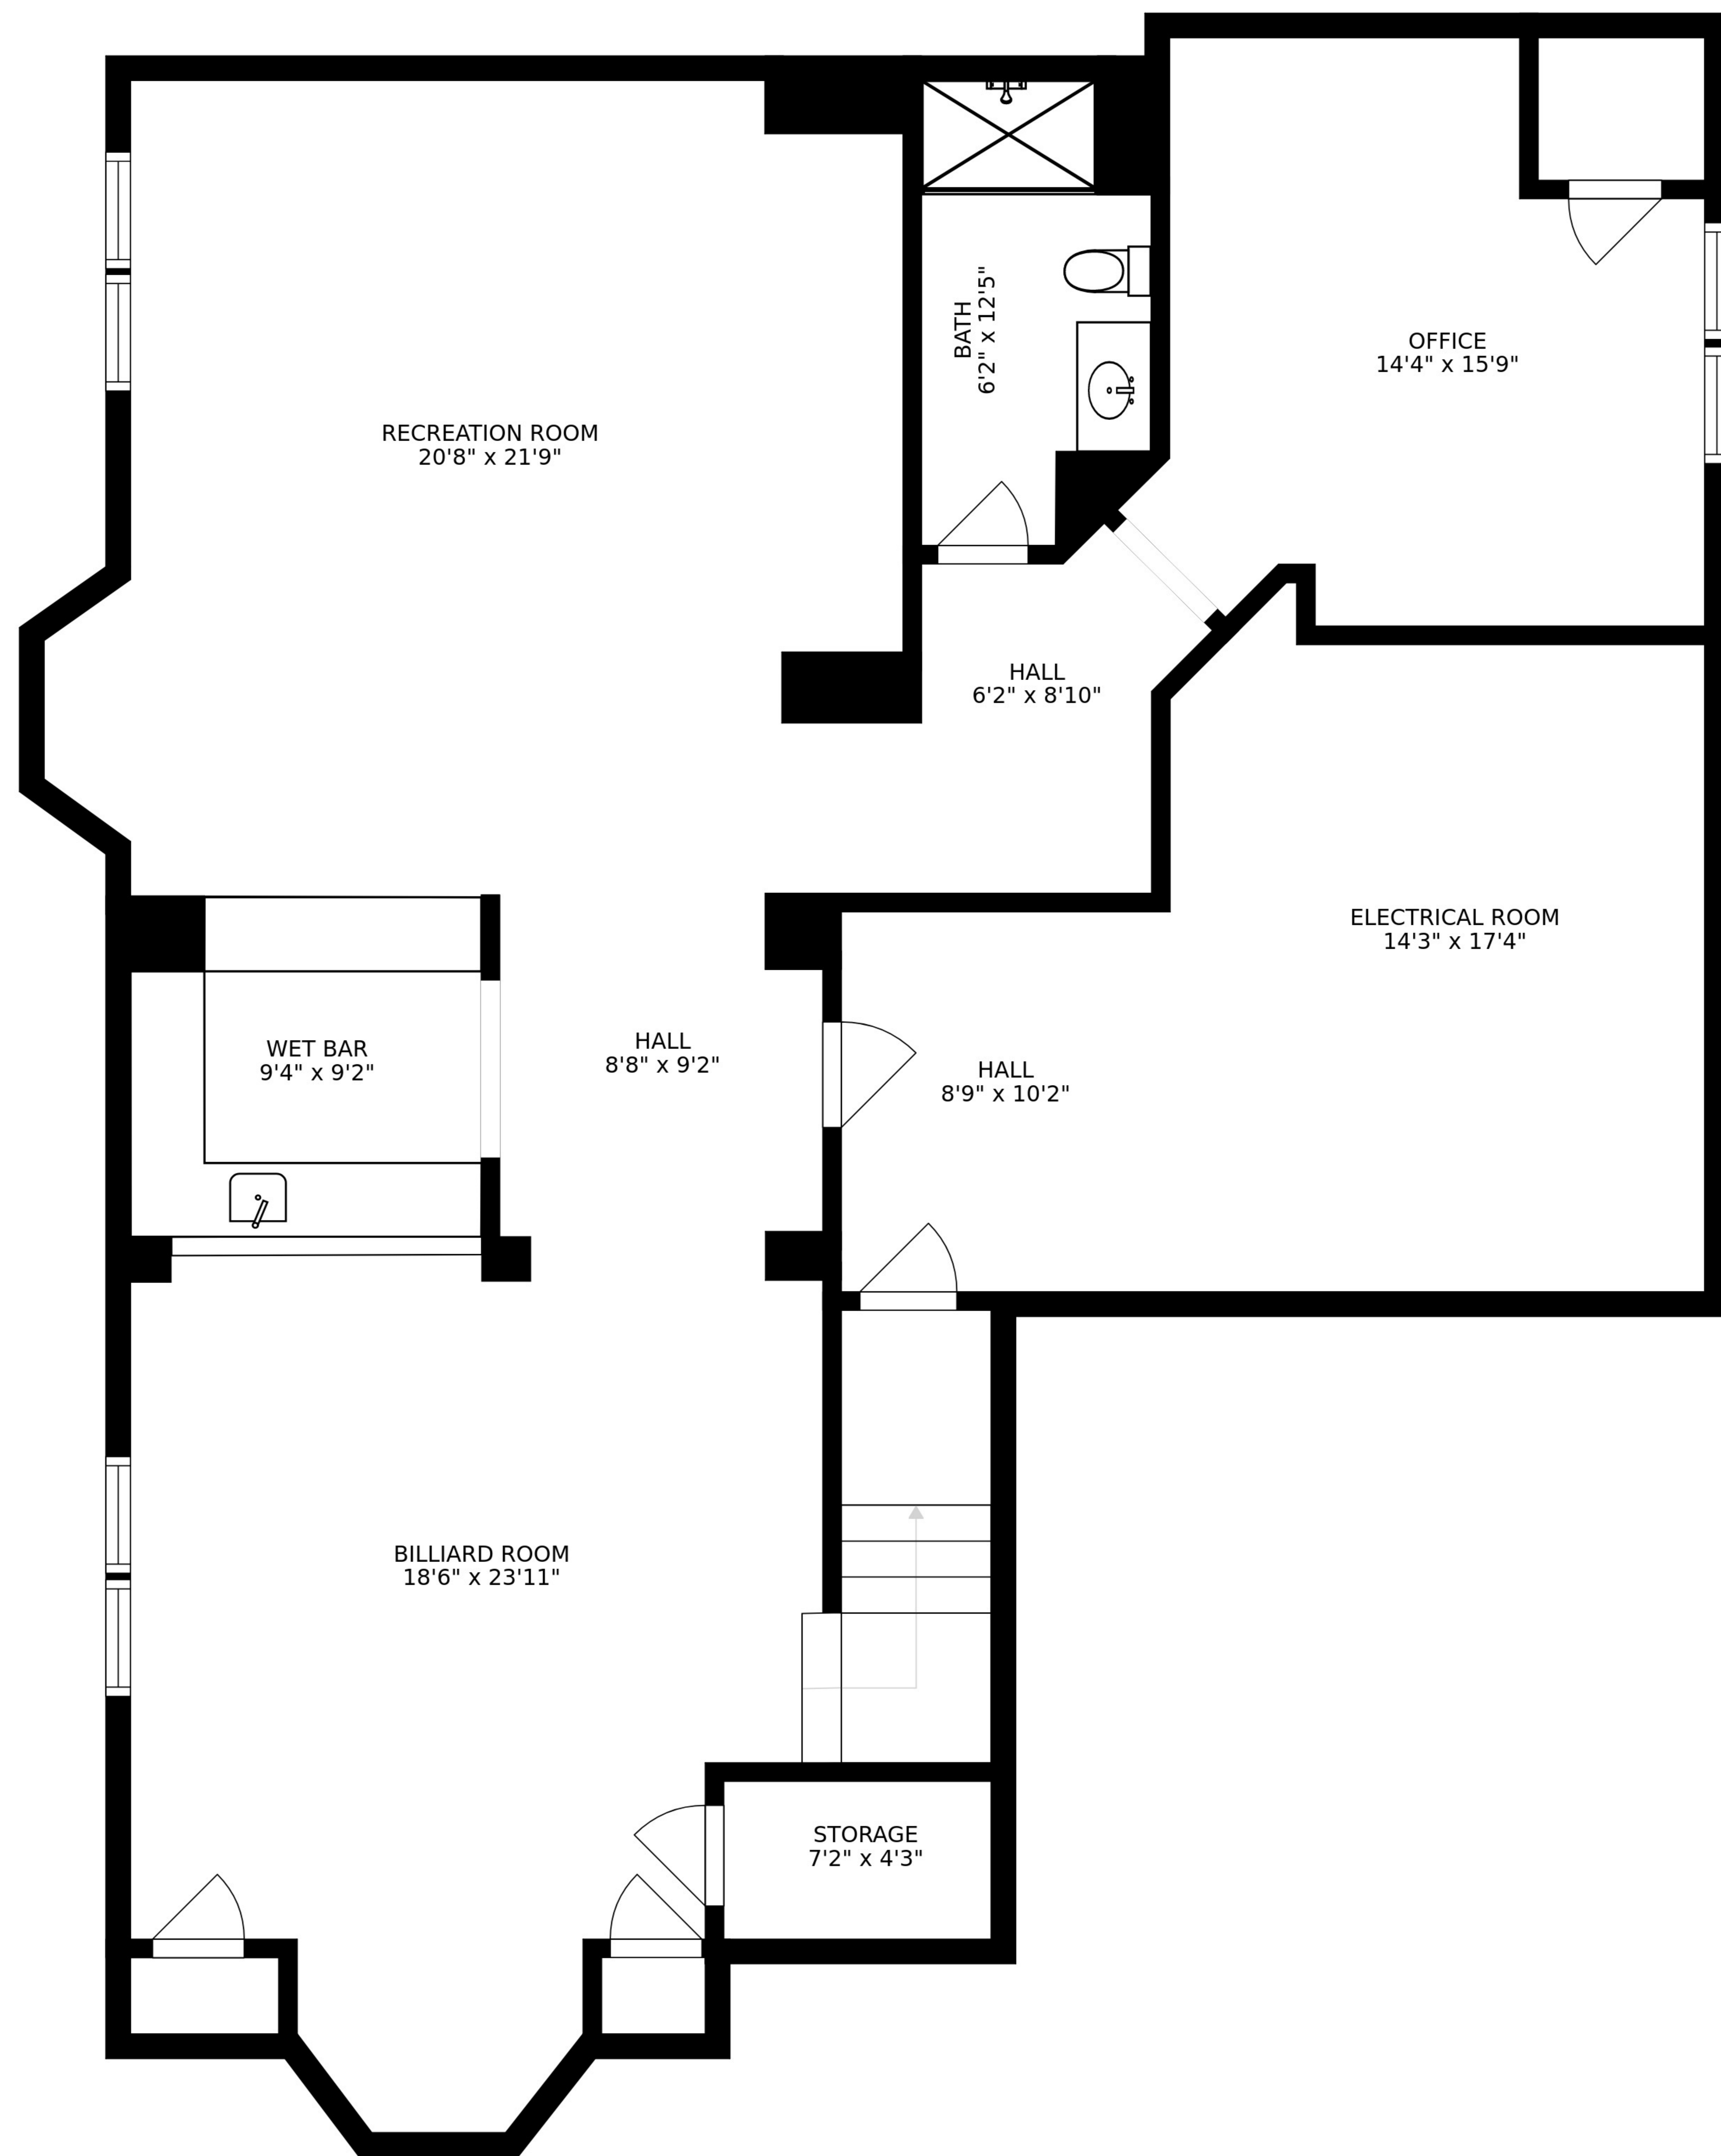 OFFICE
14'4" x 15'9"
BATH
6'2" x 12'5"
RECREATION ROOM
20'8" x 21'9"
HALL
6'2" x 8'10"
ELECTRICAL ROOM
14'3" x 17'4"
WET BAR
9'4" x 9'2"
HALL
8'8" x 9'2"
HALL
8'9" x 10'2"
BILLIARD ROOM
18'6" x 23'11"
STORAGE
7'2" x 4'3"